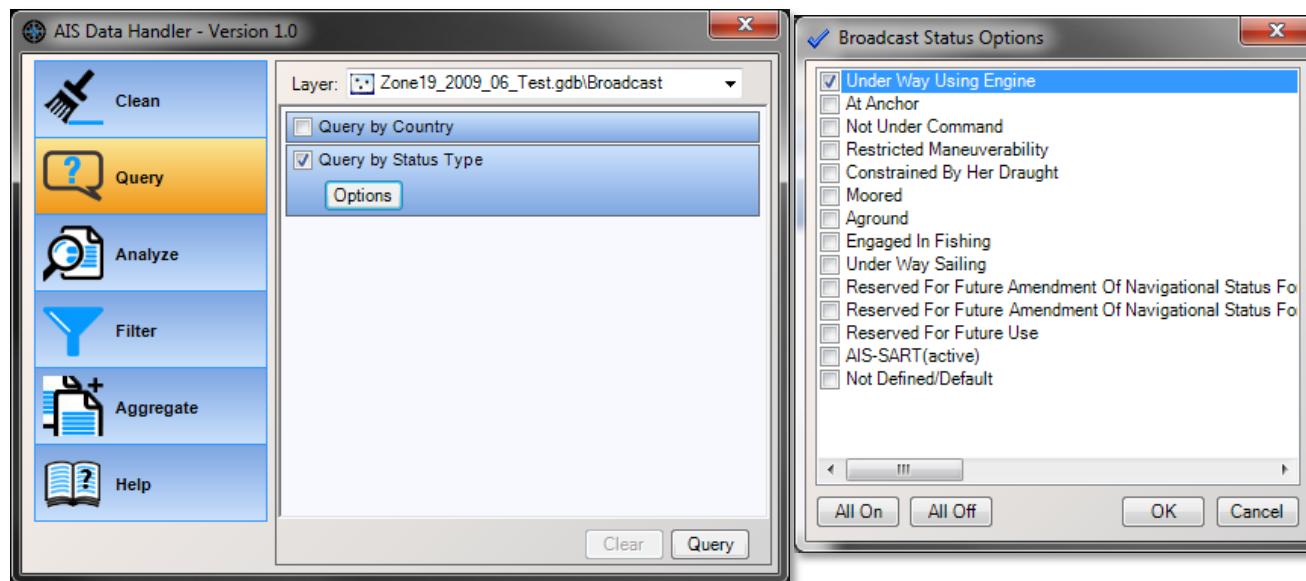 AIS Data Handler - Version 1.0
Clean
Query
Analyze
Filter
Aggregate
Help
Layer: Zone19_2009_06_Test.gdb\Broadcast
Query by Country
Query by Status Type
Options
Clear Query
Broadcast Status Options
Under Way Using Engine
At Anchor
Not Under Command
Restricted Maneuverability
Constrained By Her Draught
Moored
Aground
Engaged In Fishing
Under Way Sailing
Reserved For Future Amendment Of Navigational Status Fo
Reserved For Future Amendment Of Navigational Status Fo
Reserved For Future Use
AIS-SART(active)
Not Defined/Default
All On All Off OK Cancel